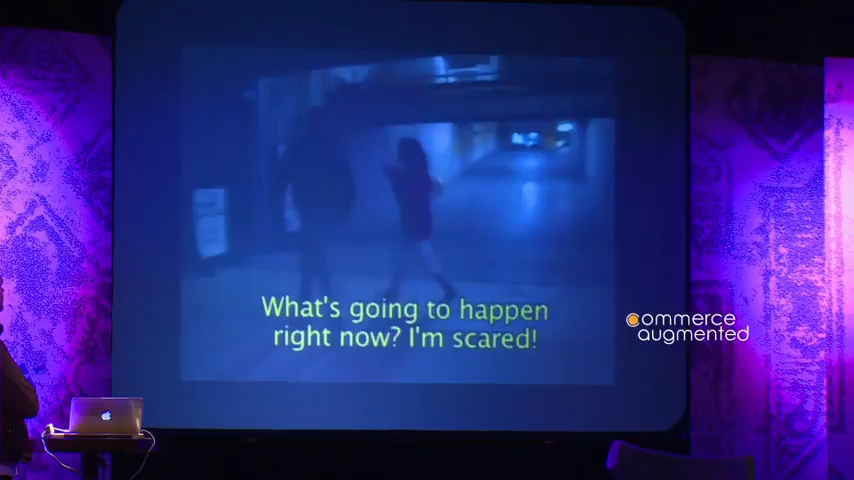 What's going to happen
right now? I'm scared!
commerce
augmented